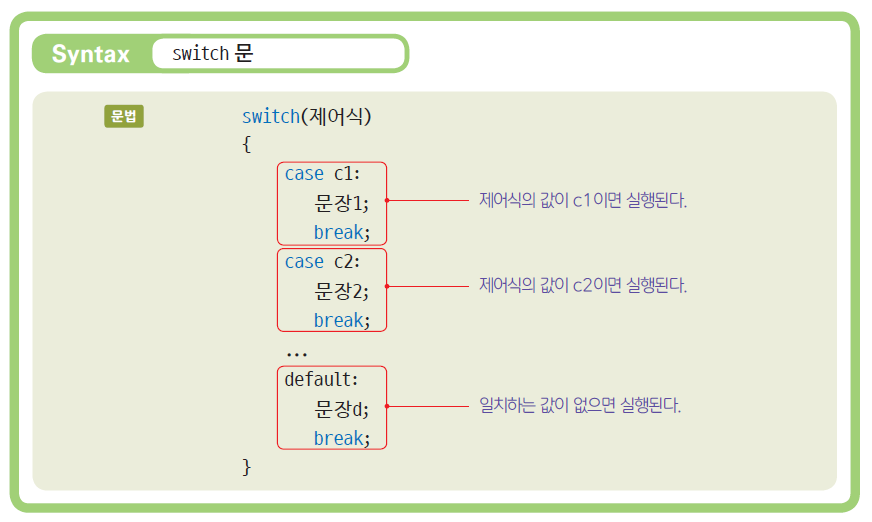 Syntax switch 문
문법 switch(제어식)
{
case c1:
문장1; 제어식의 값이 c1이면 실행된다.
break;
case c2:
문장2; 제어식의 값이 c2이면 실행된다.
break;
...
default:
문장d; 일치하는 값이 없으면 실행된다.
break;
}